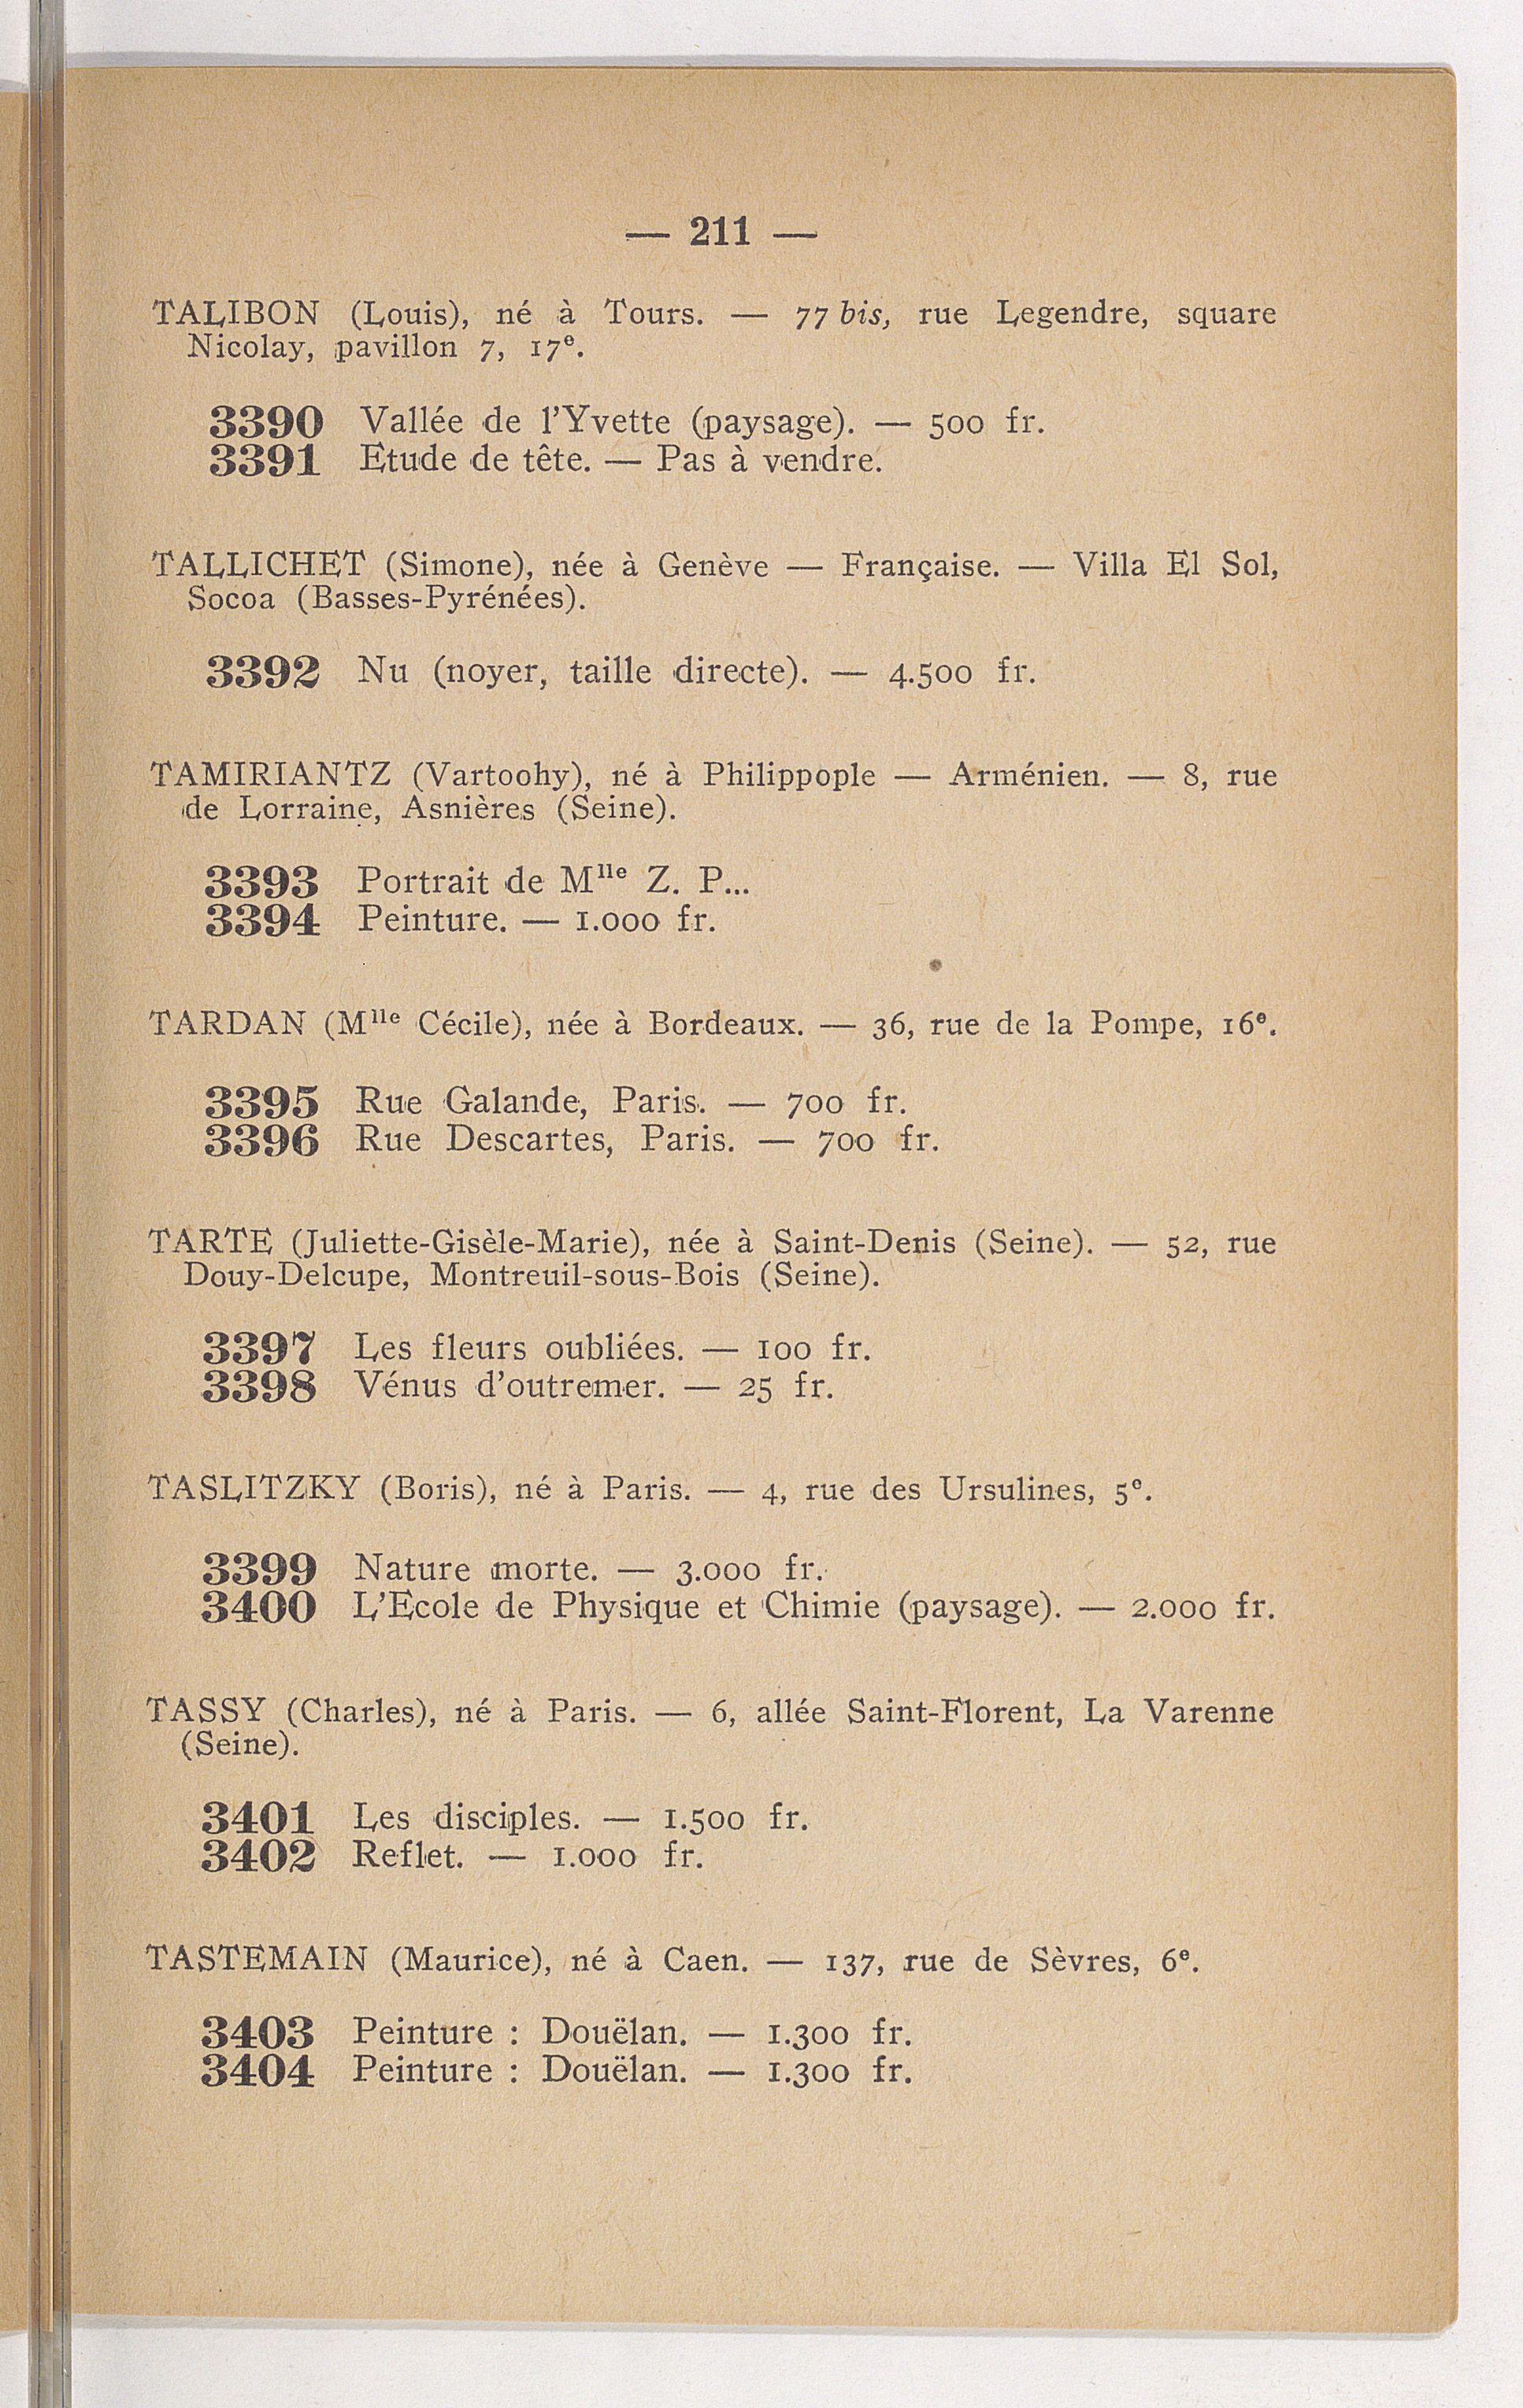 — 211 —
TALIBON (Louis), né à Tours. — 77 bis, rue Legendre, square
Nicolay, pavillon 7, 17e.
3390 Vallée de l'Yvette (paysage). — 500 fr.
3391 Etude de tête. — Pas à vendre.
TALLICHET (Simone), née à Genève — Française. — Villa El Sol,
Socoa (Basses-Pyrénées).
3392 Nu (noyer, taille directe). — 4.500 fr.
TAMIRIANTZ (Vartoohy), né à Philippople — Arménien. — 8, rue
de Lorraine, Asnières (Seine).
3393 Portrait de Mlle Z. P...
3394 Peinture. — 1.000 fr.
TARDAN (Mlle Cécile), née à Bordeaux. — 36, rue de la Pompe, 16e.
3395 Rue Galande, Paris. — 700 fr.
3396 Rue Descartes, Paris. — 700 fr.
TARTE (Juliette-Gisèle-Marie), née à Saint-Denis (Seine). — 52, rue
Douy-Delcupe, Montreuil-sous-Bois (Seine).
3397 Les fleurs oubliées. — 100 fr.
3398 Vénus d'outremer. — 25 fr.
TASLITZKY (Boris), né à Paris. — 4, rue des Ursulines, 5e.
3399 Nature morte. — 3.000 fr.
3400 L'Ecole de Physique et Chimie (paysage). — 2.000 fr.
TASSY (Charles), né à Paris. — 6, allée Saint-Florent, La Varenne
(Seine).
3401 Les disciples. — 1.500 fr.
3402 Reflet. — 1.000 fr.
TASTEMAIN (Maurice), né à Caen. — 137, rue de Sèvres, 6e.
3403 Peinture : Douëlan. — 1.300 fr.
3404 Peinture : Douëlan. — 1.300 fr.